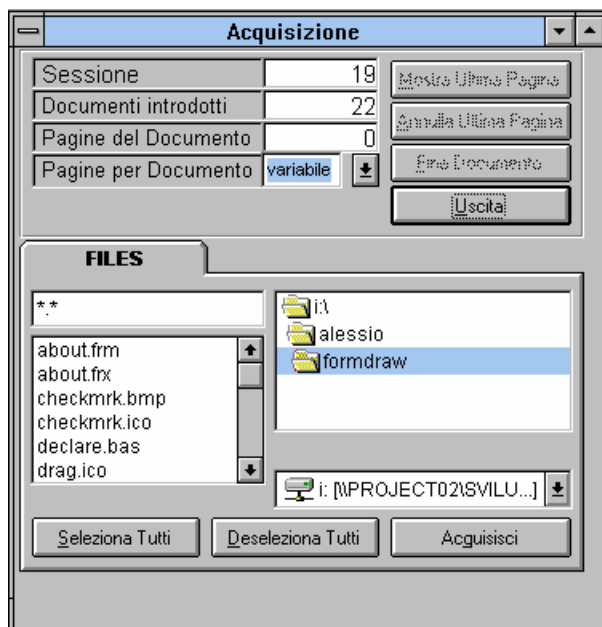 Acquisizione
Sessione 19
Documenti introdotti 22
Pagine del Documento 0
Pagine per Documento variabile
Mostra Ultima Pagina
Annulla Ultima Pagina
Fine Documento
Uscita
FILES
*.*
about.frm
about.frx
checkmrk.bmp
checkmrk.ico
declare.bas
drag.ico
i:\
alessio
formdraw
i: [\\PROJECT02\SVILU...]
Seleziona Tutti
Deseleziona Tutti
Acquisisci